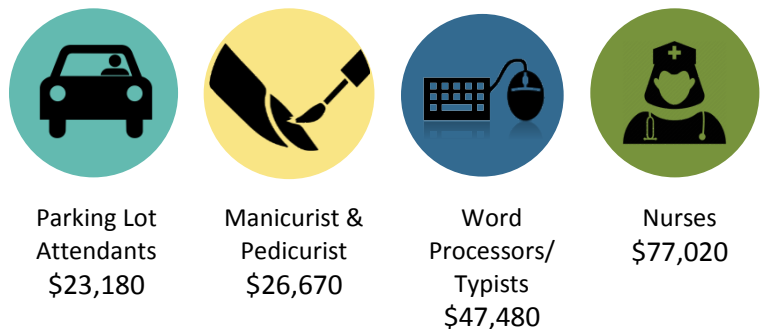 Parking Lot
Attendants
$23,180
Manicurist &
Pedicurist
$26,670
Word
Processors/
Typists
$47,480
Nurses
$77,020